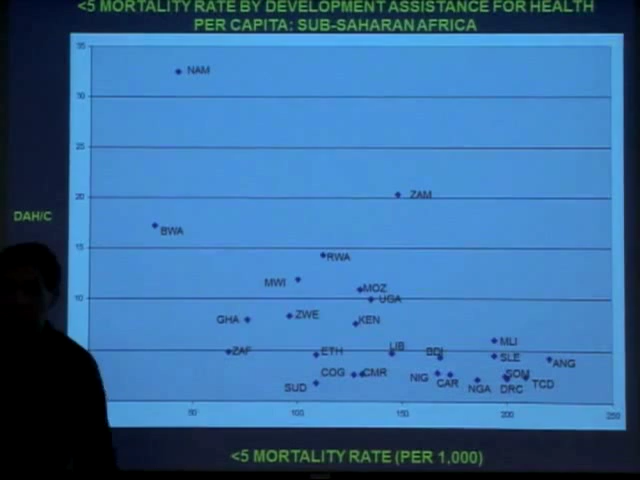 <5 MORTALITY RATE BY DEVELOPMENT ASSISTANCE FOR HEALTH
PER CAPITA: SUB-SAHARAN AFRICA
35
NAM
30
25
20
ZAM
DAH/C
BWA
15
RWA
MWI
MOZ
10
UGA
GHA
ZWE
KEN
MLI
ZAF
ETH
LIB
BDI
SLE
ANG
COG
CMR
NIG
SOM
SUD
CAR
NGA
DRC
TCD
50
100
150
200
250
<5 MORTALITY RATE (PER 1,000)